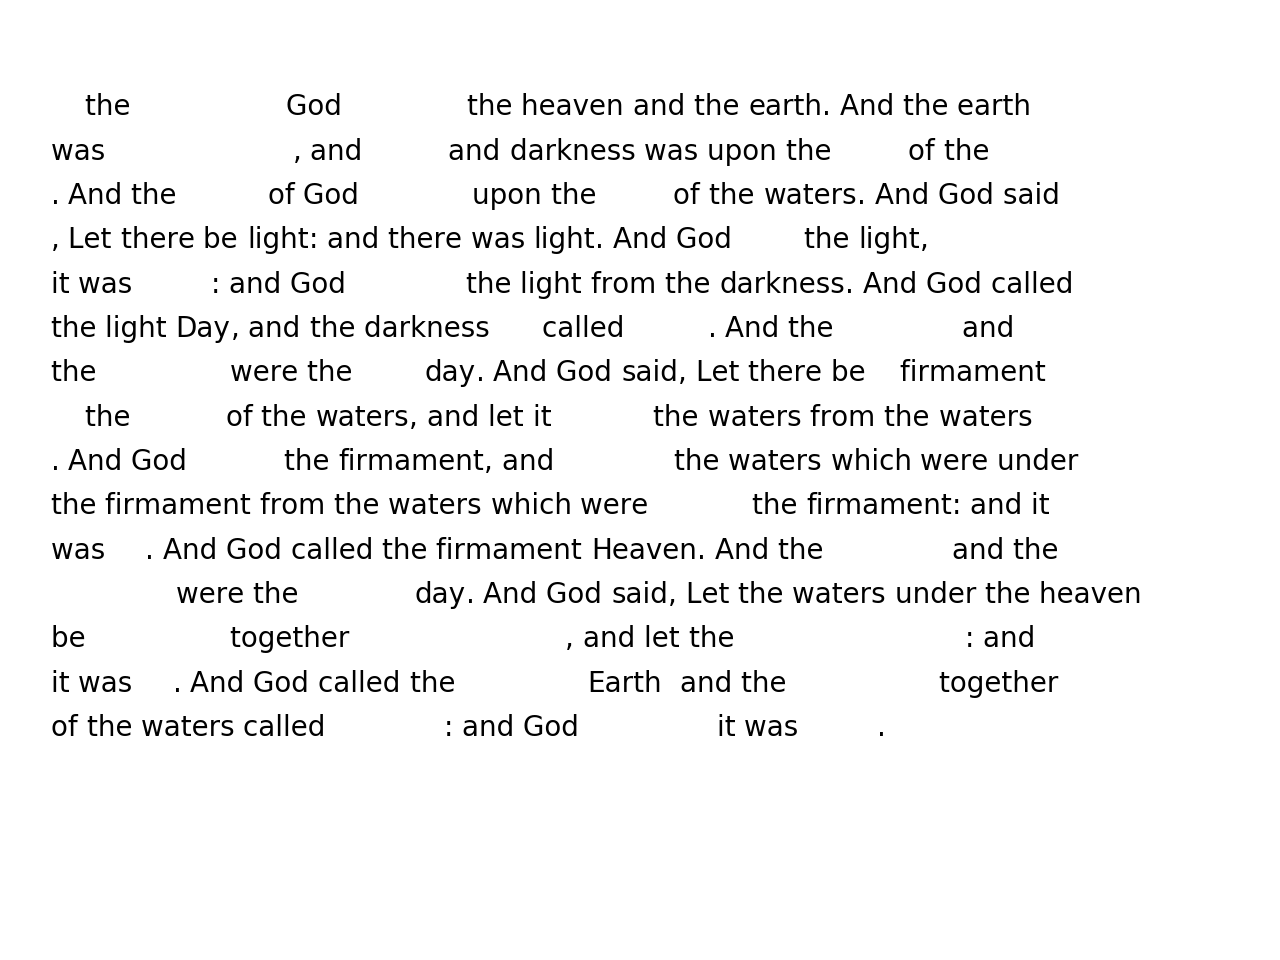 the God the heaven and the earth. And the earth
was , and and darkness was upon the of the
. And the of God upon the of the waters. And God said
, Let there be light: and there was light. And God the light,
it was : and God the light from the darkness. And God called
the light Day, and the darkness called . And the and
the were the day. And God said, Let there be firmament
the of the waters, and let it the waters from the waters
. And God the firmament, and the waters which were under
the firmament from the waters which were the firmament: and it
was . And God called the firmament Heaven. And the and the
were the day. And God said, Let the waters under the heaven
be together , and let the : and
it was . And God called the Earth and the together
of the waters called : and God it was .